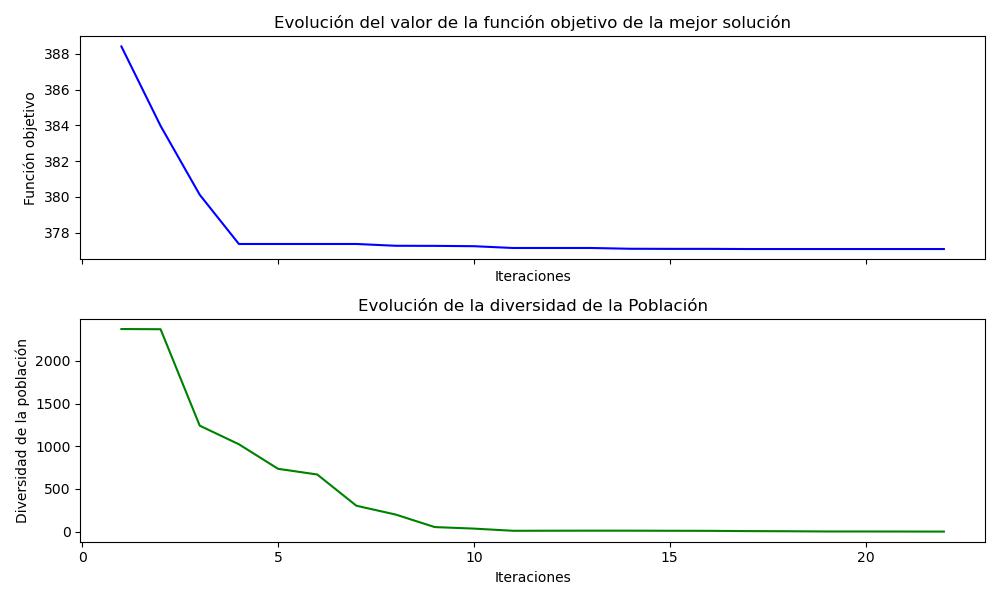 Evolución del valor de la función objetivo de la mejor solución
Función objetivo
388
386
384
382
380
378
Iteraciones
Evolución de la diversidad de la Población
Diversidad de la población
2000
1500
1000
500
0
0 5 10 15 20
Iteraciones